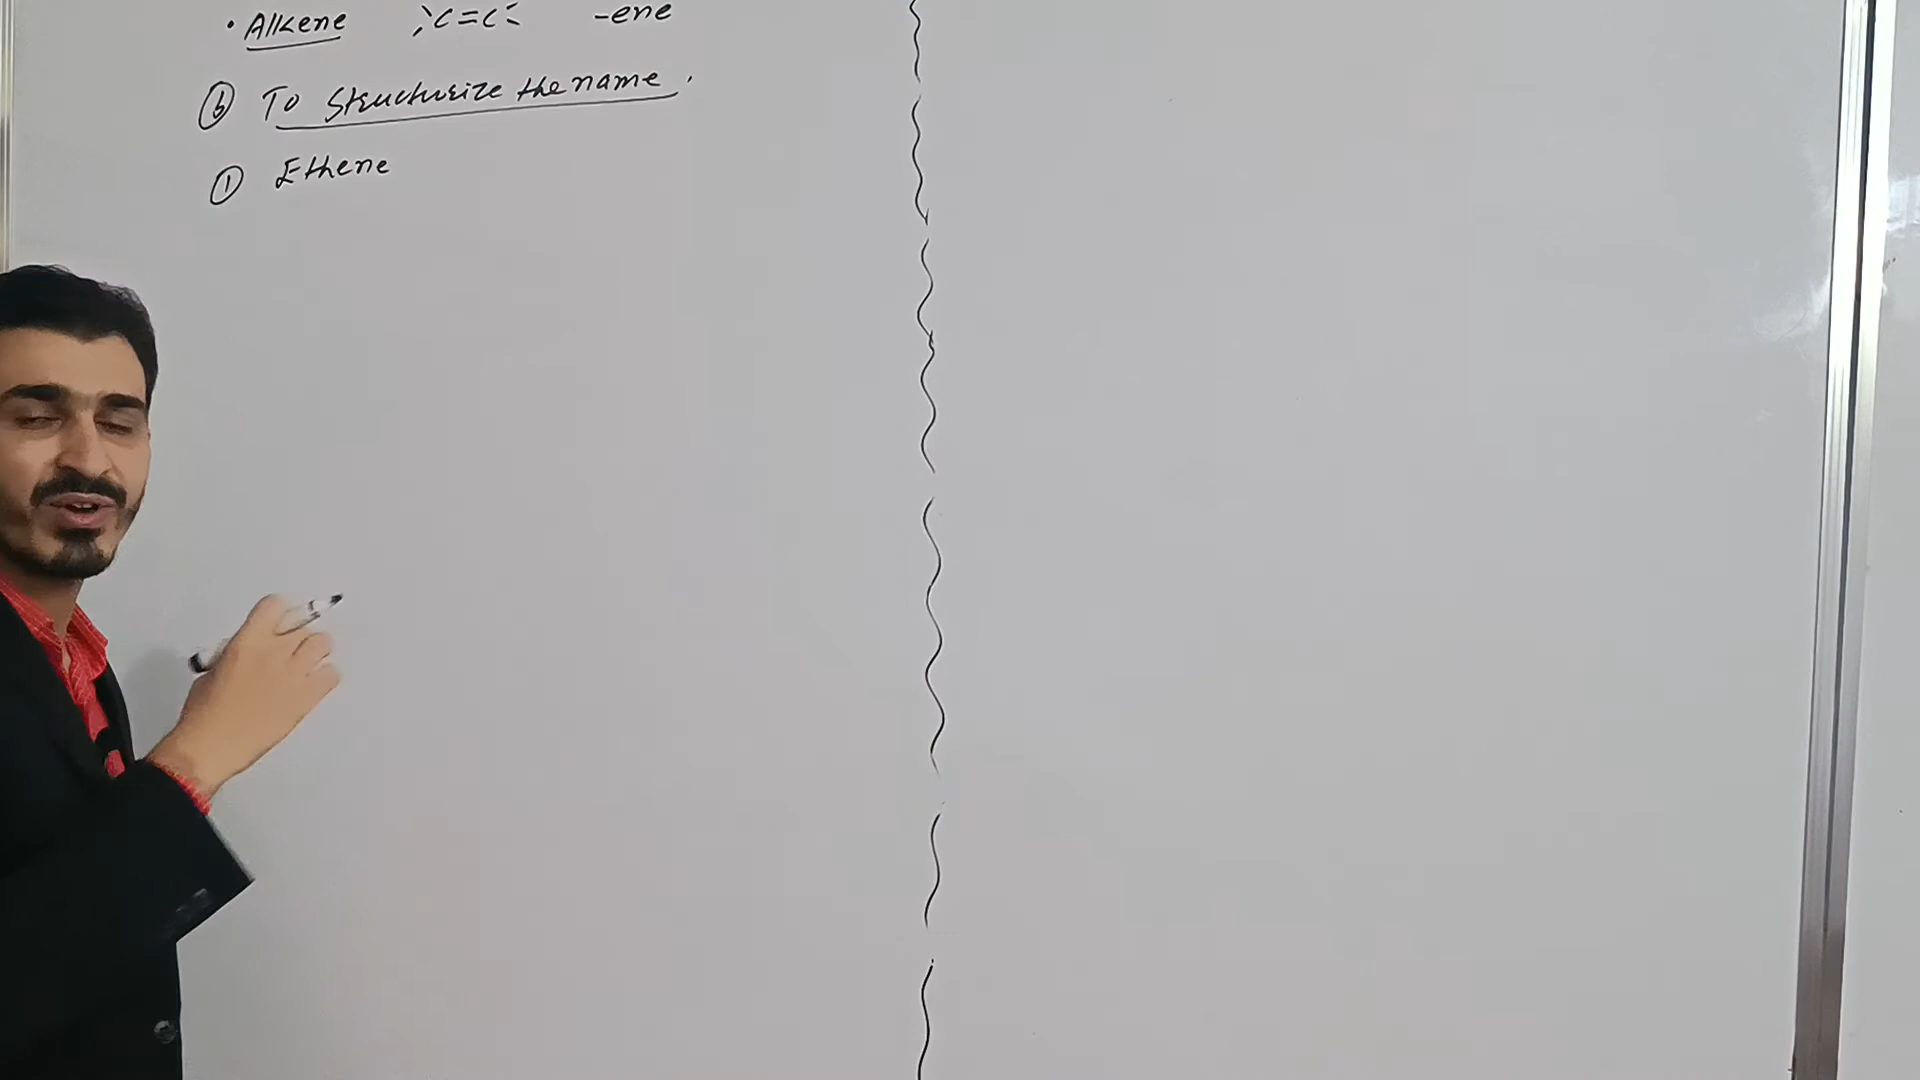 • Alkene >C=C< -ene
(b) To Structurize the name.
(1) Ethene